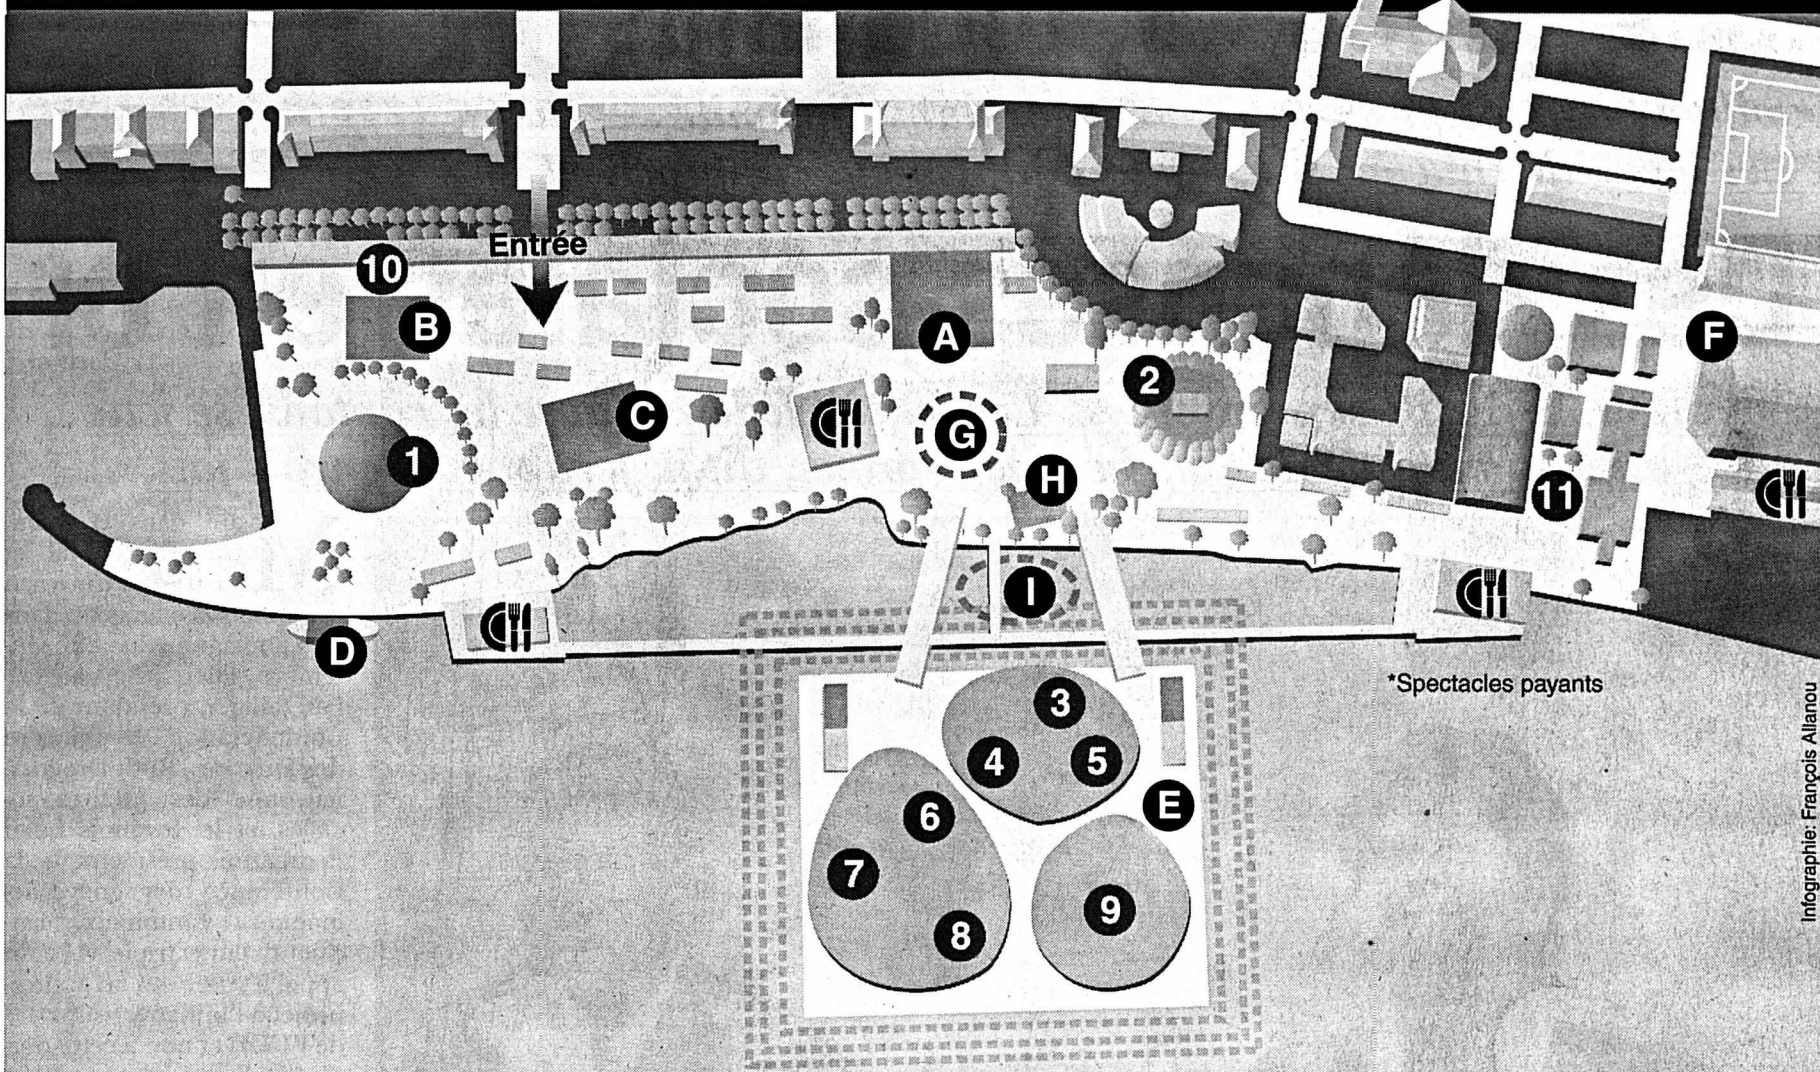 Entrée
10
B
A
F
2
C
G
1
H
11
I
D
*Spectacles payants
3
4
5
E
6
7
9
8
Infographie: François Allanou